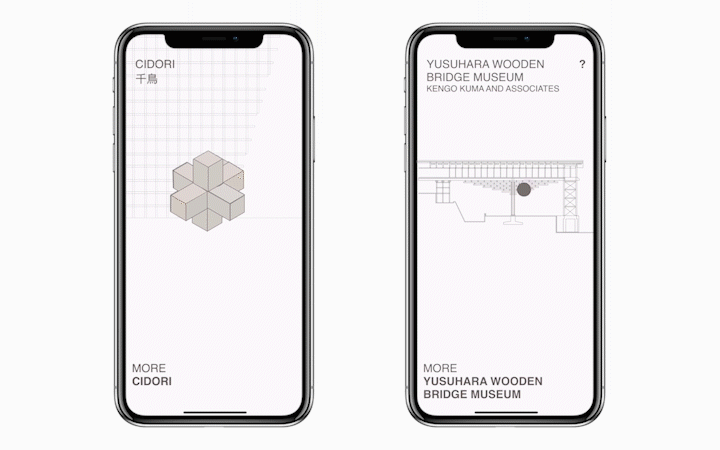 CIDORI
千鳥
MORE
CIDORI
YUSUHARA WOODEN
BRIDGE MUSEUM
KENGO KUMA AND ASSOCIATES
?
MORE
YUSUHARA WOODEN
BRIDGE MUSEUM